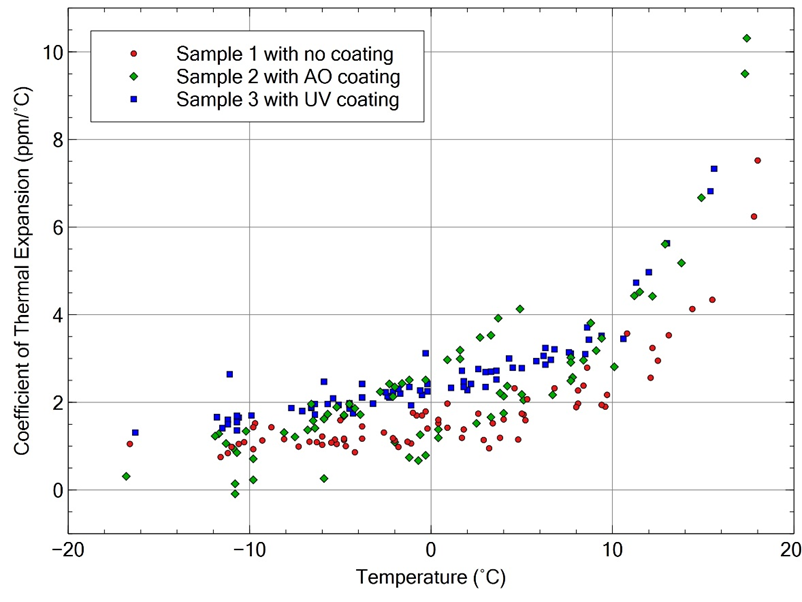 Sample 1 with no coating
Sample 2 with AO coating
Sample 3 with UV coating
Coefficient of Thermal Expansion (ppm/˚C)
10
8
6
4
2
0
−20
−10
0
10
20
Temperature (˚C)